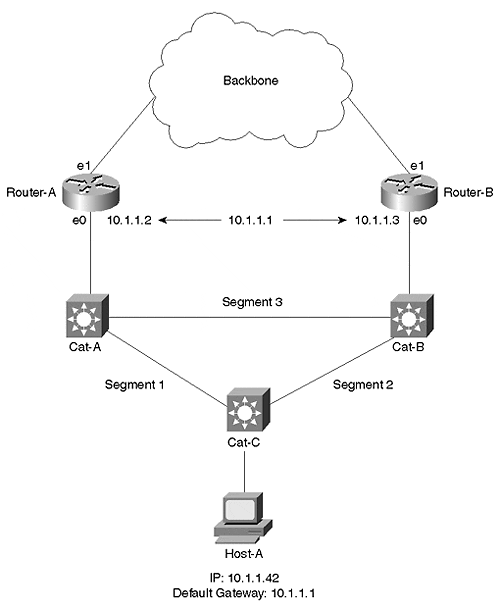 Backbone
e1
e1
Router-A
Router-B
e0
10.1.1.2
10.1.1.1
10.1.1.3
e0
Segment 3
Cat-A
Cat-B
Segment 1
Segment 2
Cat-C
Host-A
IP: 10.1.1.42
Default Gateway: 10.1.1.1